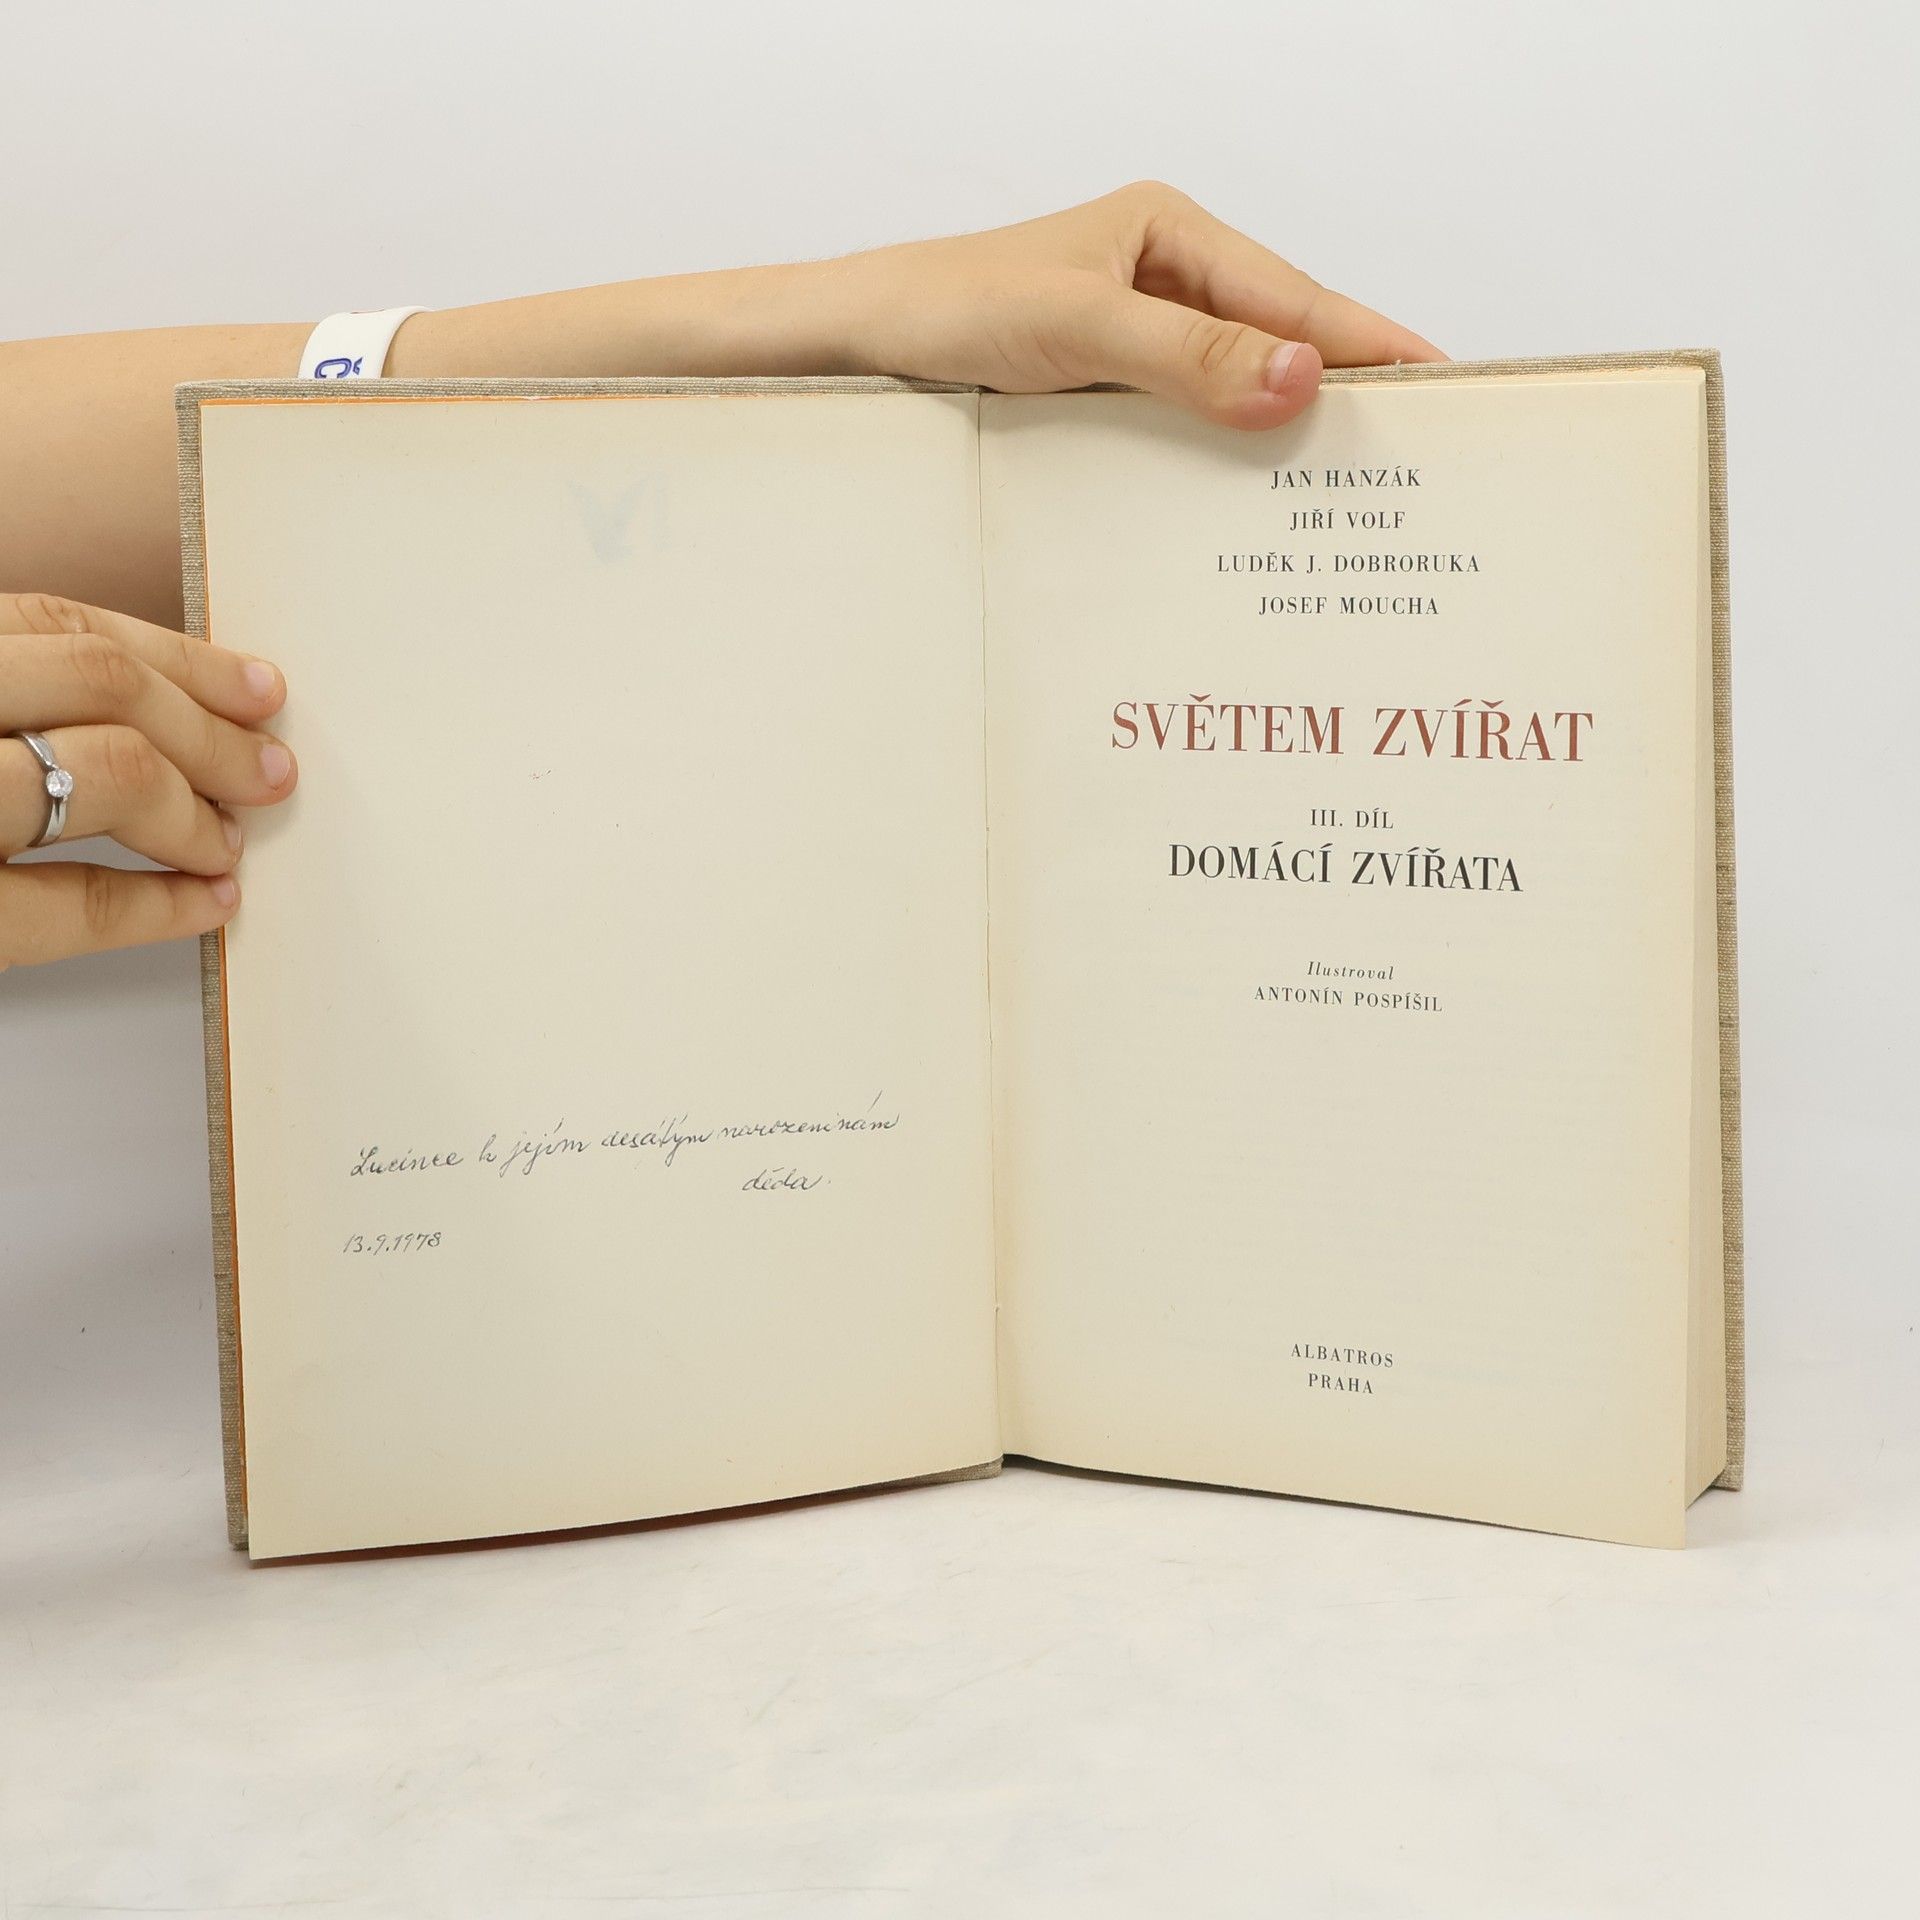 Č
Lucince k jejím desátým narozeninám
děda.
13.9.1978
JAN HANZÁK
JIŘÍ VOLF
LUDĚK J. DOBRORUKA
JOSEF MOUCHA
SVĚTEM ZVÍŘAT
III. DÍL
DOMÁCÍ ZVÍŘATA
Ilustroval
ANTONÍN POSPÍŠIL
ALBATROS
PRAHA